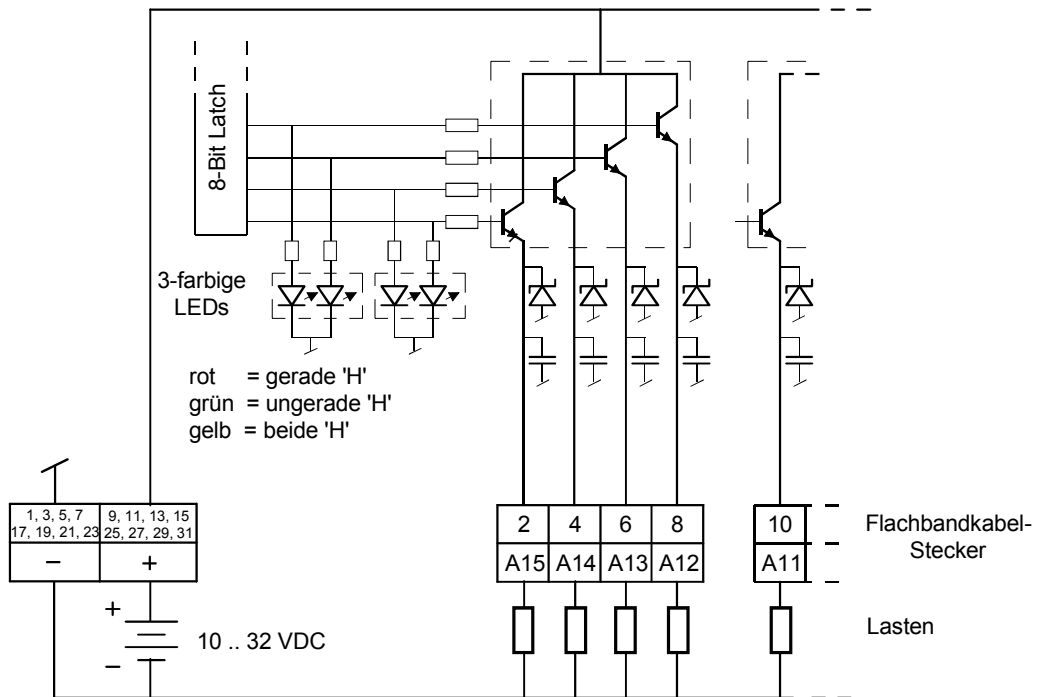 8-Bit Latch
3-farbige
LEDs
rot = gerade 'H'
grün = ungerade 'H'
gelb = beide 'H'
1, 3, 5, 7
17, 19, 21, 23
9, 11, 13, 15
25, 27, 29, 31
– +
2 4 6 8 10
A15 A14 A13 A12 A11
Flachbandkabel-
Stecker
+
10 .. 32 VDC
–
Lasten